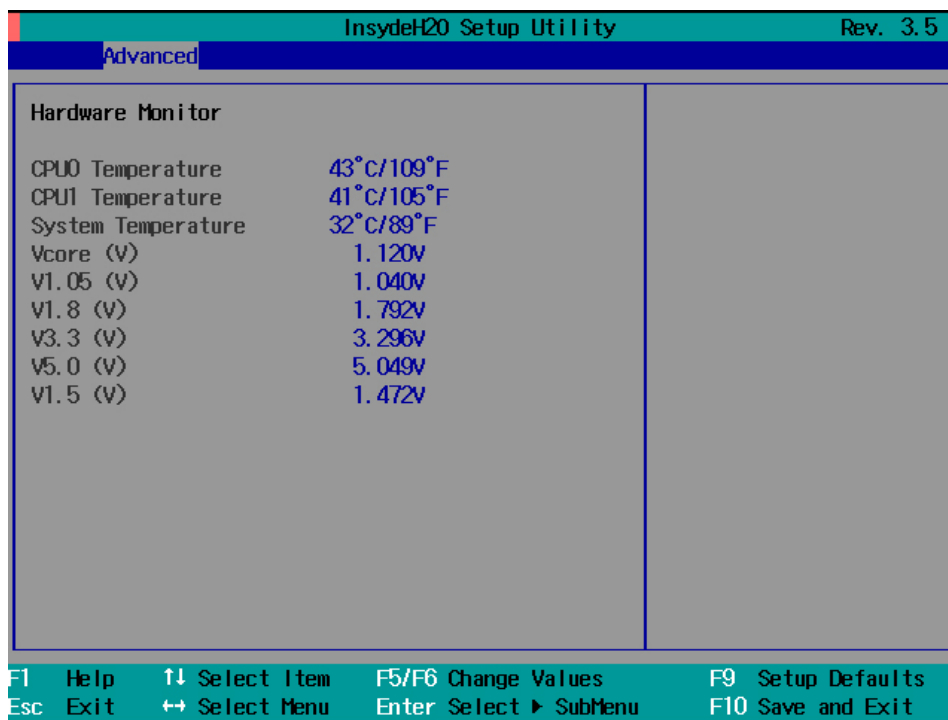 InsydeH2O Setup Utility Rev. 3.5
Advanced
Hardware Monitor
CPU0 Temperature 43°C/109°F
CPU1 Temperature 41°C/105°F
System Temperature 32°C/89°F
Vcore (V) 1.120V
V1.05 (V) 1.040V
V1.8 (V) 1.792V
V3.3 (V) 3.296V
V5.0 (V) 5.049V
V1.5 (V) 1.472V
F1 Help ↑↓ Select Item F5/F6 Change Values F9 Setup Defaults
Esc Exit ↔ Select Menu Enter Select ▶ SubMenu F10 Save and Exit